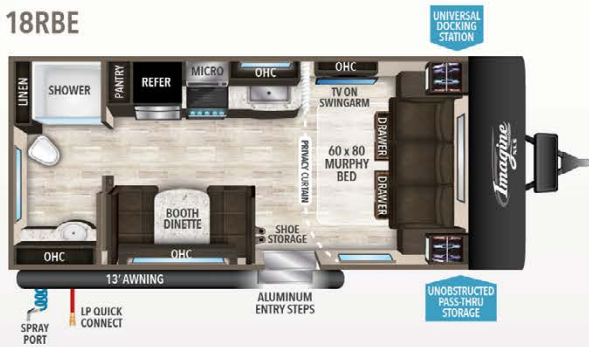 18RBE
UNIVERSAL
DOCKING
STATION
LINEN
SHOWER
PANTRY
REFER
MICRO
OHC
OHC
TV ON
SWINGARM
DRAWER
60 x 80
MURPHY
BED
DRAWER
PRIVACY CURTAIN
Imagine
XLS
BOOTH
DINETTE
SHOE
STORAGE
OHC
OHC
13' AWNING
ALUMINUM
ENTRY STEPS
UNOBSTRUCTED
PASS-THRU
STORAGE
SPRAY
PORT
LP QUICK
CONNECT